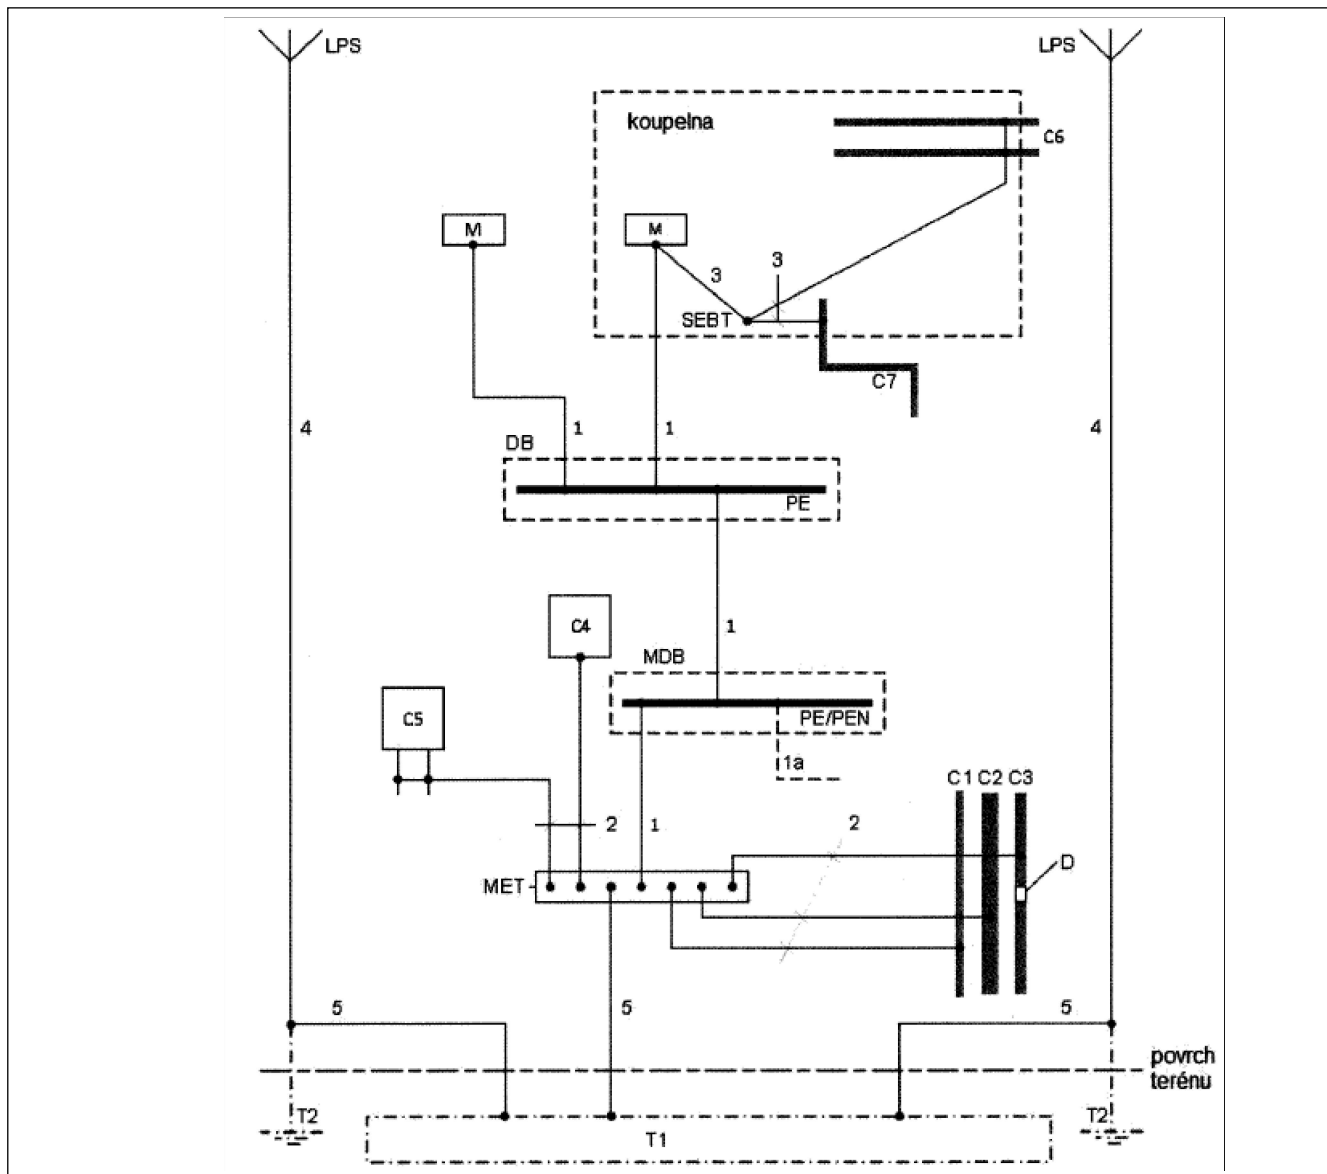 LPS
LPS
koupelna
C6
M
M
3
3
SEBT
C7
4
1
1
4
DB
PE
C4
1
MDB
C5
PE/PEN
1a
C1 C2 C3
2
1
2
D
MET
5
5
5
povrch
terénu
T2
T2
T1